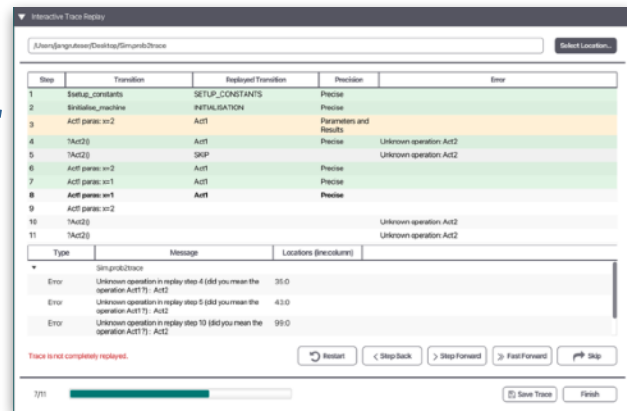 Interactive Trace Replay
/Users/jangruteser/Desktop/Sim.prob2trace Select Location...
Step Transition Replayed Transition Precision Error
1 $setup_constants SETUP_CONSTANTS Precise
2 $initialise_machine INITIALISATION Precise
3 Act1 paras: x=2 Act1 Parameters and
Results
4 ?Act2() Act1 Precise Unknown operation: Act2
5 ?Act2() SKIP Unknown operation: Act2
6 Act1 paras: x=2 Act1 Precise
7 Act1 paras: x=1 Act1 Precise
8 Act1 paras: x=1 Act1 Precise
9 Act1 paras: x=2
10 ?Act2() Unknown operation: Act2
11 ?Act2() Unknown operation: Act2
Type Message Locations (line:column)
Sim.prob2trace
Error Unknown operation in replay step 4 (did you mean the 35:0
operation Act1?) : Act2
Error Unknown operation in replay step 5 (did you mean the 43:0
operation Act1?) : Act2
Error Unknown operation in replay step 10 (did you mean the 99:0
operation Act1?) : Act2
Trace is not completely replayed. Restart < Step Back > Step Forward >> Fast Forward Skip
7/11 Save Trace Finish